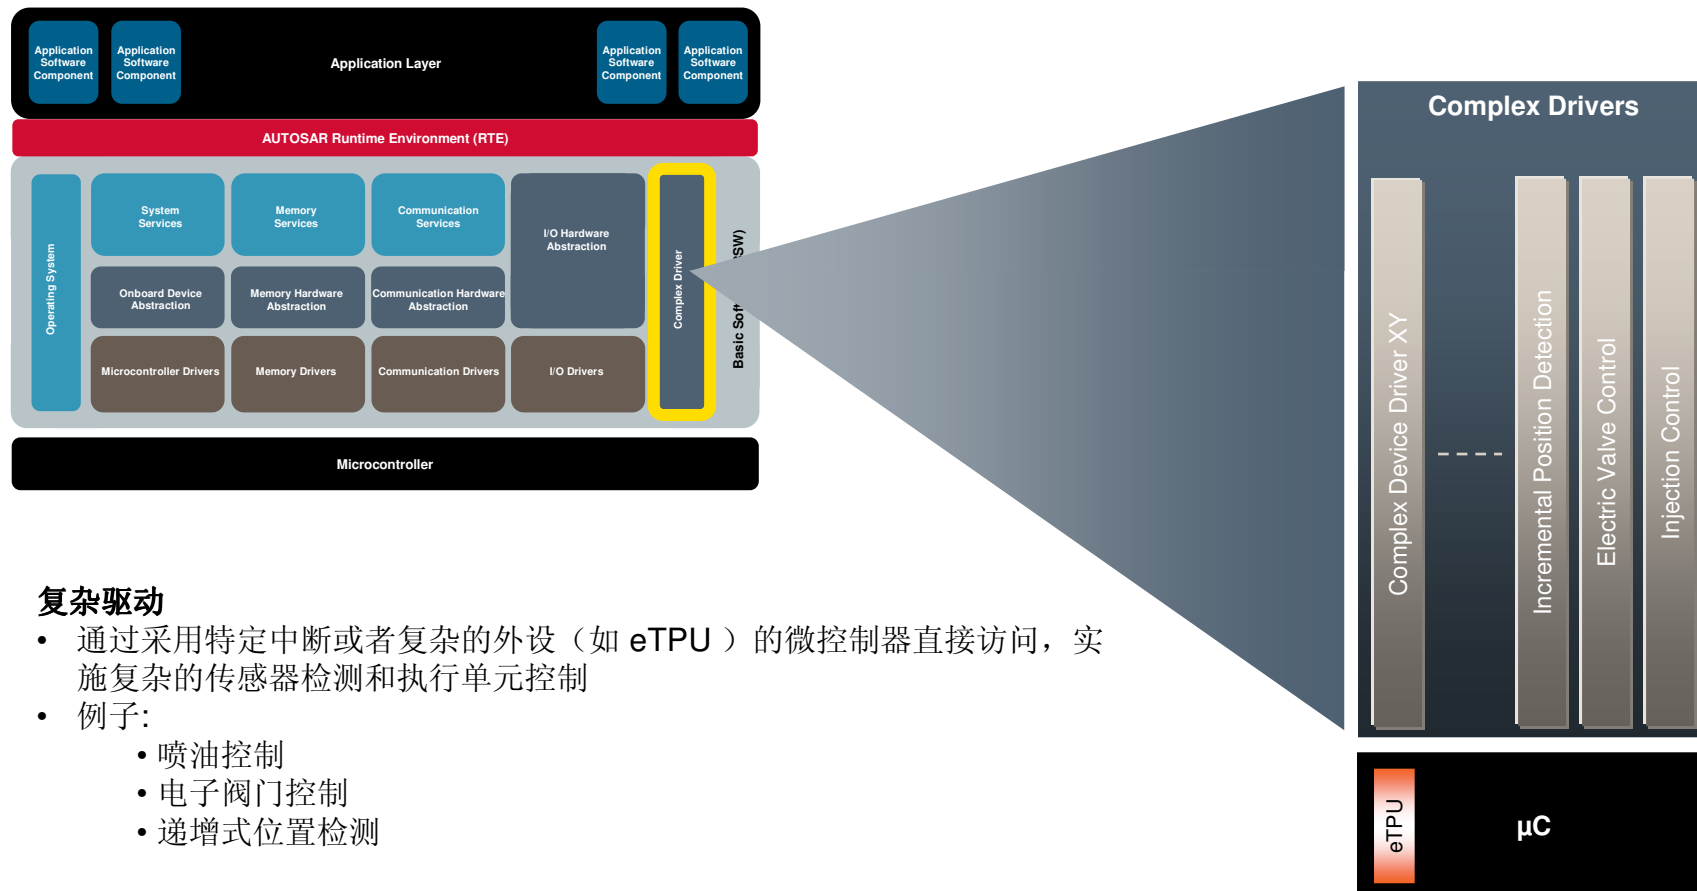 Application
Software
Component
Application
Software
Component
Application Layer
Application
Software
Component
Application
Software
Component
AUTOSAR Runtime Environment (RTE)
Operating System
System
Services
Memory
Services
Communication
Services
I/O Hardware
Abstraction
Onboard Device
Abstraction
Memory Hardware
Abstraction
Communication Hardware
Abstraction
Microcontroller Drivers
Memory Drivers
Communication Drivers
I/O Drivers
Complex Driver
Basic Soft
SW)
Microcontroller
Complex Drivers
Complex Device Driver XY
Incremental Position Detection
Electric Valve Control
Injection Control
eTPU
µC
复杂驱动
• 通过采用特定中断或者复杂的外设（如 eTPU ）的微控制器直接访问，实
施复杂的传感器检测和执行单元控制
• 例子:
• 喷油控制
• 电子阀门控制
• 递增式位置检测